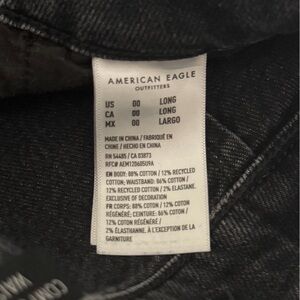 AMERICAN EAGLE
OUTFITTERS
US 00 LONG
CA 00 LONG
MX 00 LARGO
MADE IN CHINA / FABRIQUÉ EN
CHINE / HECHO EN CHINA
RN 54485 / CA 03873
RFC# AEM120605U9A
EN BODY: 88% COTTON / 12% RECYCLED
COTTON; WAISTBAND: 86% COTTON /
12% RECYCLED COTTON / 2% ELASTANE.
EXCLUSIVE OF DECORATION
FR CORPS: 88% COTON / 12% COTON
RÉGÉNÉRÉ; CEINTURE: 86% COTON /
12% COTON RÉGÉNÉRÉ /
2% ÉLASTHANNE. À L'EXCEPTION DE LA
GARNITURE